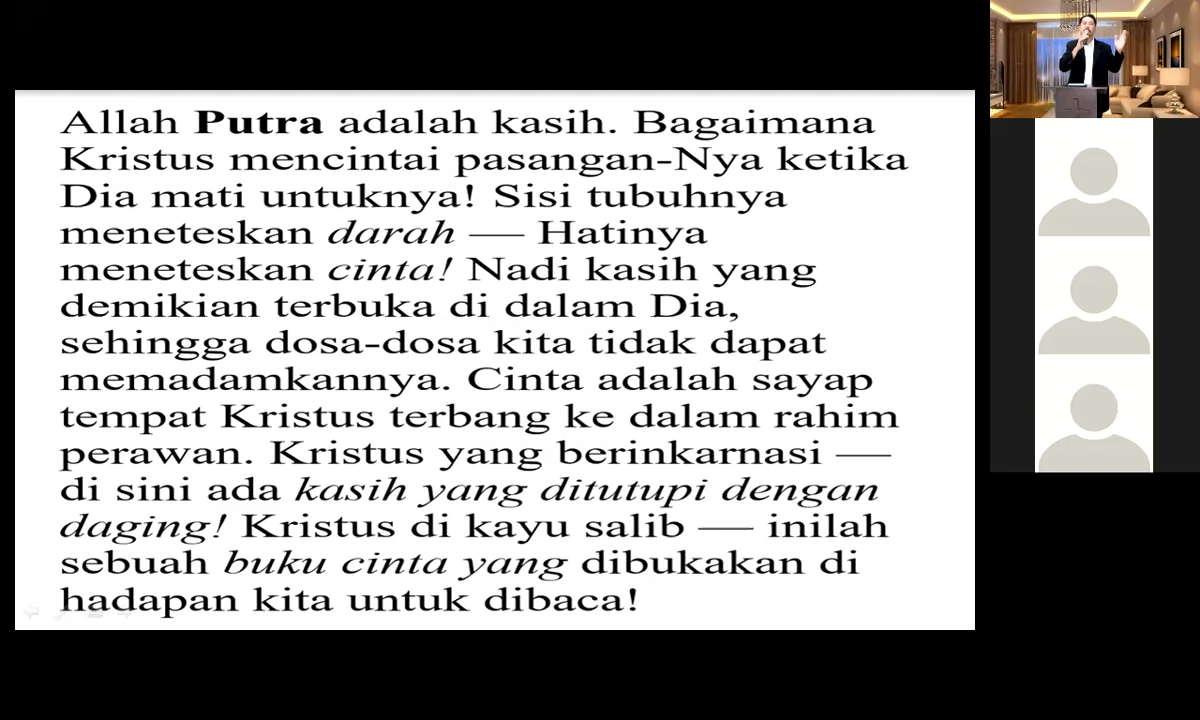 Allah Putra adalah kasih. Bagaimana
Kristus mencintai pasangan-Nya ketika
Dia mati untuknya! Sisi tubuhnya
meneteskan darah — Hatinya
meneteskan cinta! Nadi kasih yang
demikian terbuka di dalam Dia,
sehingga dosa-dosa kita tidak dapat
memadamkannya. Cinta adalah sayap
tempat Kristus terbang ke dalam rahim
perawan. Kristus yang berinkarnasi —
di sini ada kasih yang ditutupi dengan
daging! Kristus di kayu salib — inilah
sebuah buku cinta yang dibukakan di
hadapan kita untuk dibaca!